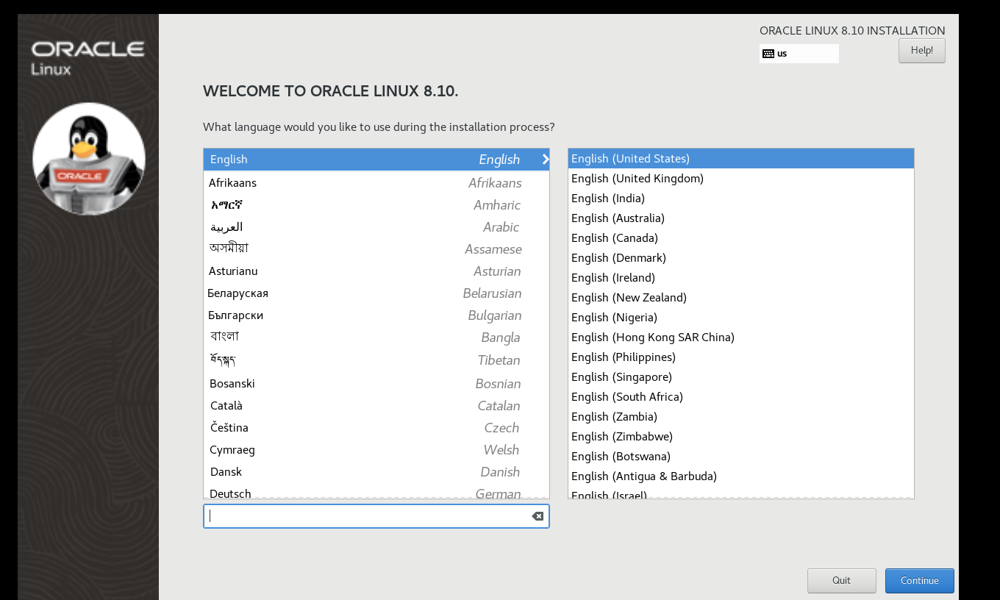 ORACLE
Linux
ORACLE
ORACLE LINUX 8.10 INSTALLATION
us
Help!
WELCOME TO ORACLE LINUX 8.10.
What language would you like to use during the installation process?
English English
Afrikaans Afrikaans
አማርኛ Amharic
العربية Arabic
অসমীয়া Assamese
Asturianu Asturian
Беларуская Belarusian
Български Bulgarian
বাংলা Bangla
བོད་སྐད་ Tibetan
Bosanski Bosnian
Català Catalan
Čeština Czech
Cymraeg Welsh
Dansk Danish
Deutsch German
English (United States)
English (United Kingdom)
English (India)
English (Australia)
English (Canada)
English (Denmark)
English (Ireland)
English (New Zealand)
English (Nigeria)
English (Hong Kong SAR China)
English (Philippines)
English (Singapore)
English (South Africa)
English (Zambia)
English (Zimbabwe)
English (Botswana)
English (Antigua & Barbuda)
English (Israel)
Quit
Continue